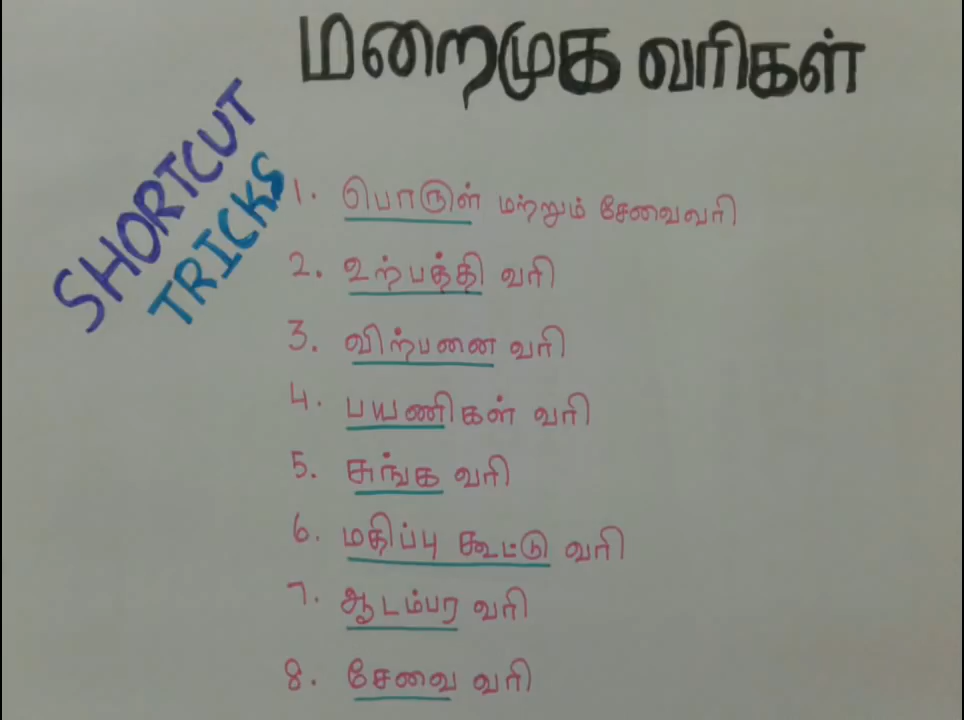 மறைமுக வரிகள்
SHORTCUT
TRICKS
1. பொருள் மற்றும் சேவைவரி
2. உற்பத்தி வரி
3. விற்பனை வரி
4. பயணிகள் வரி
5. சுங்க வரி
6. மதிப்பு கூட்டு வரி
7. ஆடம்பர வரி
8. சேவை வரி